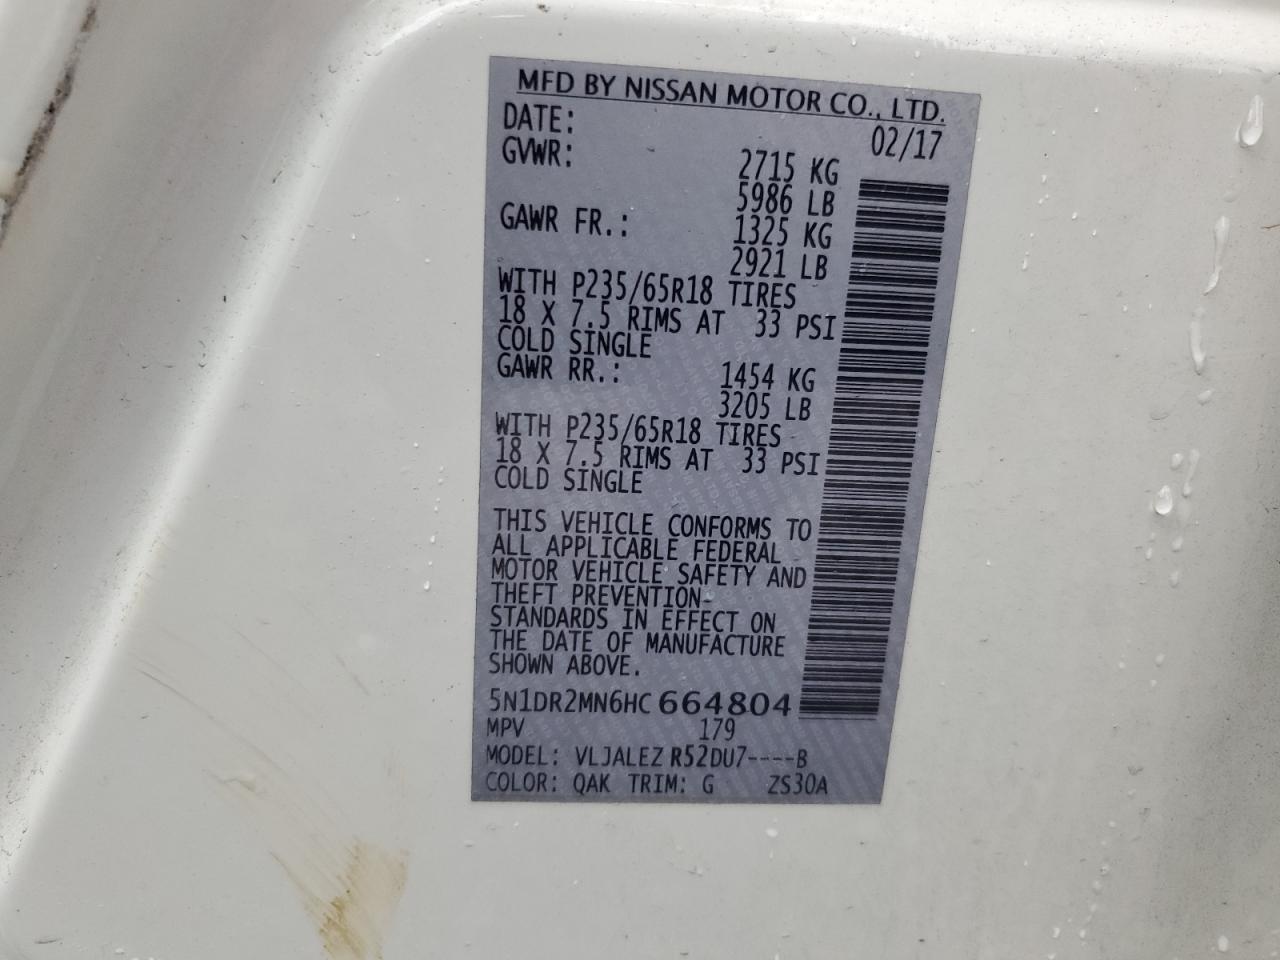 MFD BY NISSAN MOTOR CO., LTD.
DATE: 02/17
GVWR: 2715 KG
5986 LB
GAWR FR.: 1325 KG
2921 LB
WITH P235/65R18 TIRES
18 X 7.5 RIMS AT 33 PSI
COLD SINGLE
GAWR RR.: 1454 KG
3205 LB
WITH P235/65R18 TIRES
18 X 7.5 RIMS AT 33 PSI
COLD SINGLE
THIS VEHICLE CONFORMS TO
ALL APPLICABLE FEDERAL
MOTOR VEHICLE SAFETY AND
THEFT PREVENTION
STANDARDS IN EFFECT ON
THE DATE OF MANUFACTURE
SHOWN ABOVE.
5N1DR2MN6HC664804
MPV 179
MODEL: VLJALEZ R52DU7----B
COLOR: QAK TRIM: G ZS30A